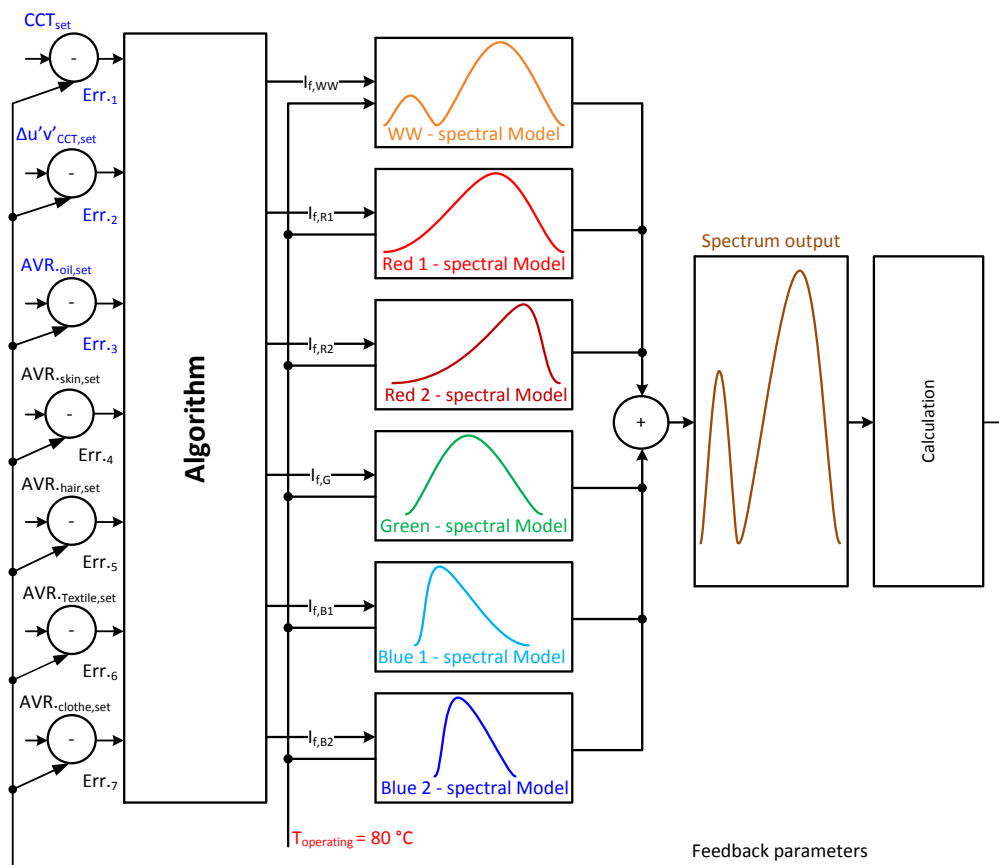 CCTset
-
Err.1
Δu'v'CCT,set
-
Err.2
AVR.oil,set
-
Err.3
AVR.skin,set
-
Err.4
AVR.hair,set
-
Err.5
AVR.Textile,set
-
Err.6
AVR.clothe,set
-
Err.7
Algorithm
If,WW
If,R1
If,R2
If,G
If,B1
If,B2
Toperating = 80 °C
WW - spectral Model
Red 1 - spectral Model
Red 2 - spectral Model
Green - spectral Model
Blue 1 - spectral Model
Blue 2 - spectral Model
+
Spectrum output
Calculation
Feedback parameters